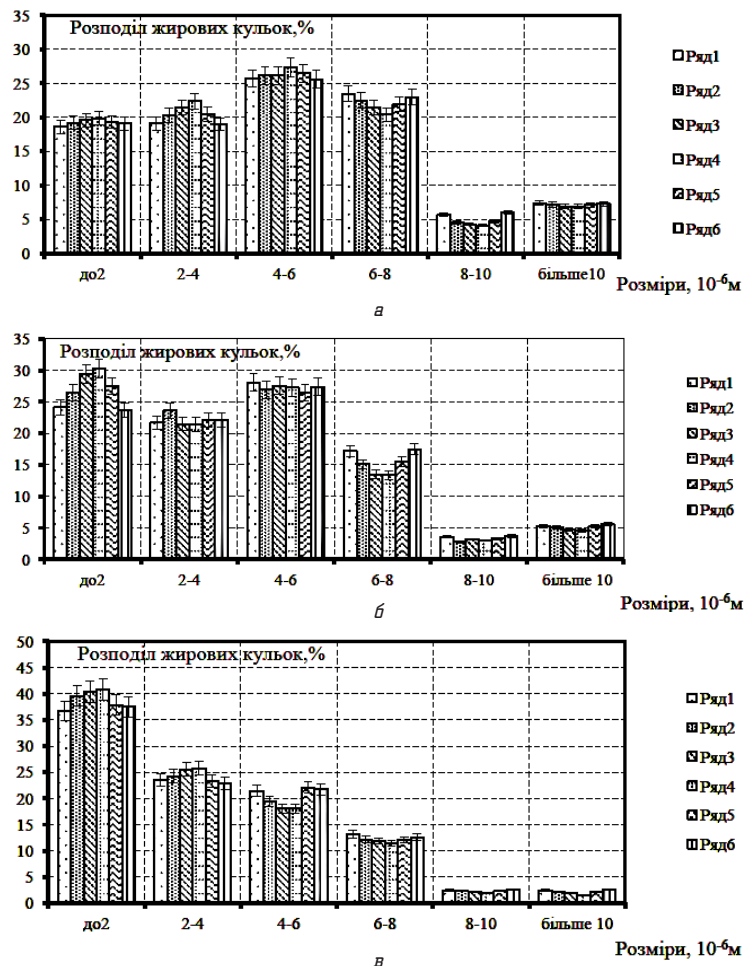 Розподіл жирових кульок,%
35
30
25
20
15
10
5
0
до2 2-4 4-6 6-8 8-10 більше10
Розміри, 10-6м
Ряд1
Ряд2
Ряд3
Ряд4
Ряд5
Ряд6
а
Розподіл жирових кульок,%
35
30
25
20
15
10
5
0
до2 2-4 4-6 6-8 8-10 більше 10
Розміри, 10-6м
Ряд1
Ряд2
Ряд3
Ряд4
Ряд5
Ряд6
б
Розподіл жирових кульок,%
50
45
40
35
30
25
20
15
10
5
0
до2 2-4 4-6 6-8 8-10 більше 10
Розміри, 10-6м
Ряд1
Ряд2
Ряд3
Ряд4
Ряд5
Ряд6
в